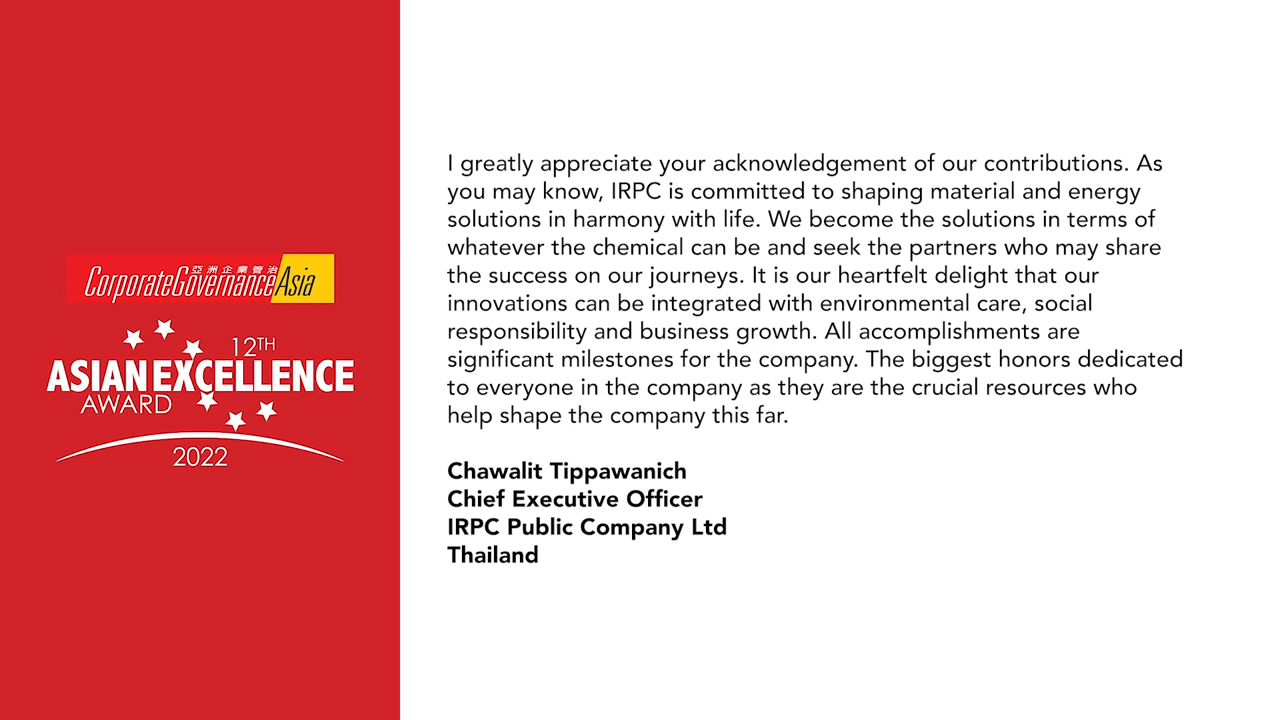 亞洲企業管治
CorporateGovernanceAsia
12TH
ASIAN EXCELLENCE
AWARD
2022
I greatly appreciate your acknowledgement of our contributions. As
you may know, IRPC is committed to shaping material and energy
solutions in harmony with life. We become the solutions in terms of
whatever the chemical can be and seek the partners who may share
the success on our journeys. It is our heartfelt delight that our
innovations can be integrated with environmental care, social
responsibility and business growth. All accomplishments are
significant milestones for the company. The biggest honors dedicated
to everyone in the company as they are the crucial resources who
help shape the company this far.
Chawalit Tippawanich
Chief Executive Officer
IRPC Public Company Ltd
Thailand